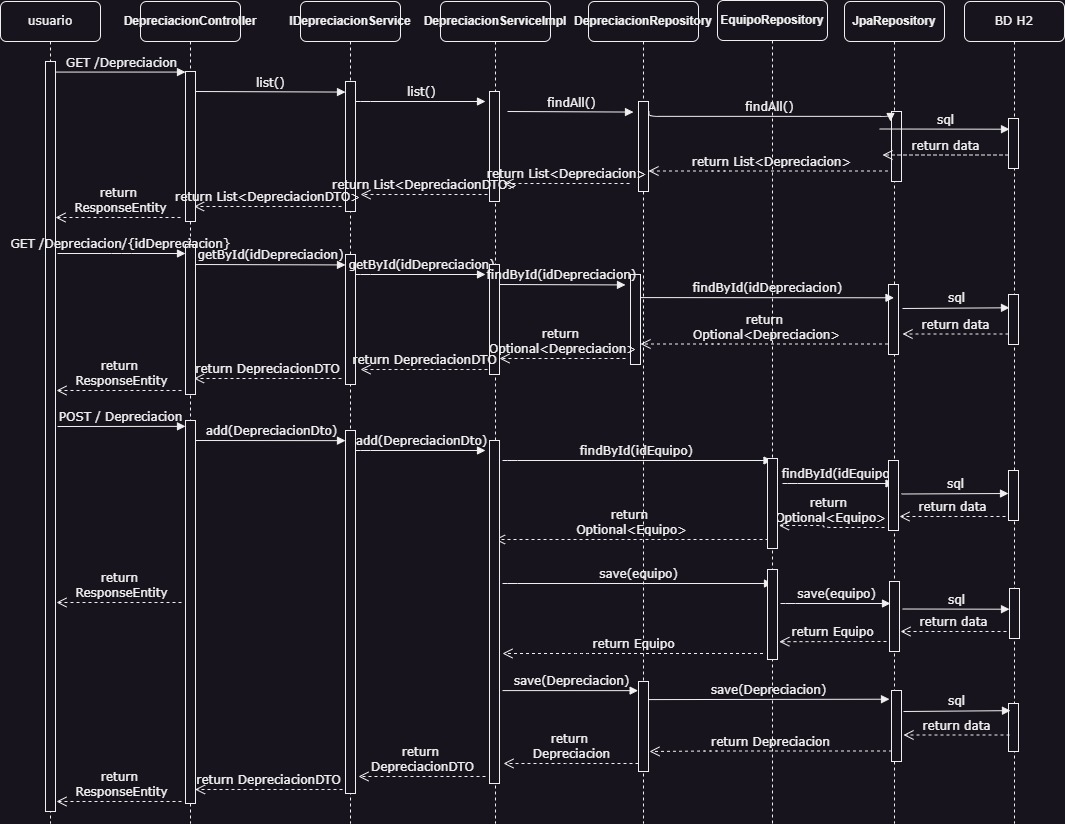 usuario
DepreciacionController
IDepreciacionService
DepreciacionServiceImpl
DepreciacionRepository
EquipoRepository
JpaRepository
BD H2
GET /Depreciacion
list()
list()
findAll()
findAll()
sql
return data
return List<Depreciacion>
return List<Depreciacion>
return List<DepreciacionDTO>
return List<DepreciacionDTO>
return
ResponseEntity
GET /Depreciacion/{idDepreciacion}
getById(idDepreciacion)
getById(idDepreciacion)
findById(idDepreciacion)
findById(idDepreciacion)
sql
return data
return
Optional<Depreciacion>
return
Optional<Depreciacion>
return DepreciacionDTO
return DepreciacionDTO
return
ResponseEntity
POST / Depreciacion
add(DepreciacionDto)
add(DepreciacionDto)
findById(idEquipo)
findById(idEquipo
sql
return data
return
Optional<Equipo>
return
Optional<Equipo>
return
ResponseEntity
save(equipo)
save(equipo)
sql
return data
return Equipo
return Equipo
save(Depreciacion)
save(Depreciacion)
sql
return data
return Depreciacion
return
Depreciacion
return
DepreciacionDTO
return DepreciacionDTO
return
ResponseEntity